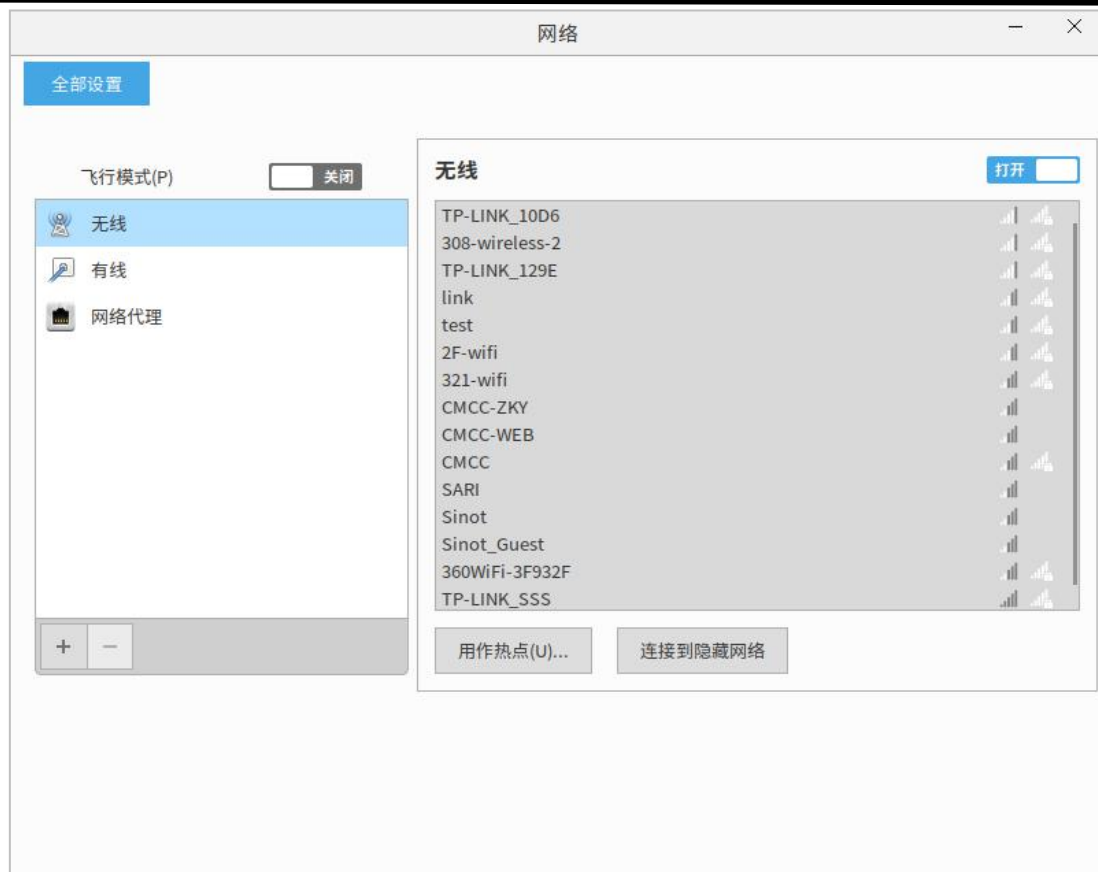 网络
全部设置
飞行模式(P)
关闭
无线
有线
网络代理
无线
打开
TP-LINK_10D6
308-wireless-2
TP-LINK_129E
link
test
2F-wifi
321-wifi
CMCC-ZKY
CMCC-WEB
CMCC
SARI
Sinot
Sinot_Guest
360WiFi-3F932F
TP-LINK_SSS
用作热点(U)...
连接到隐藏网络